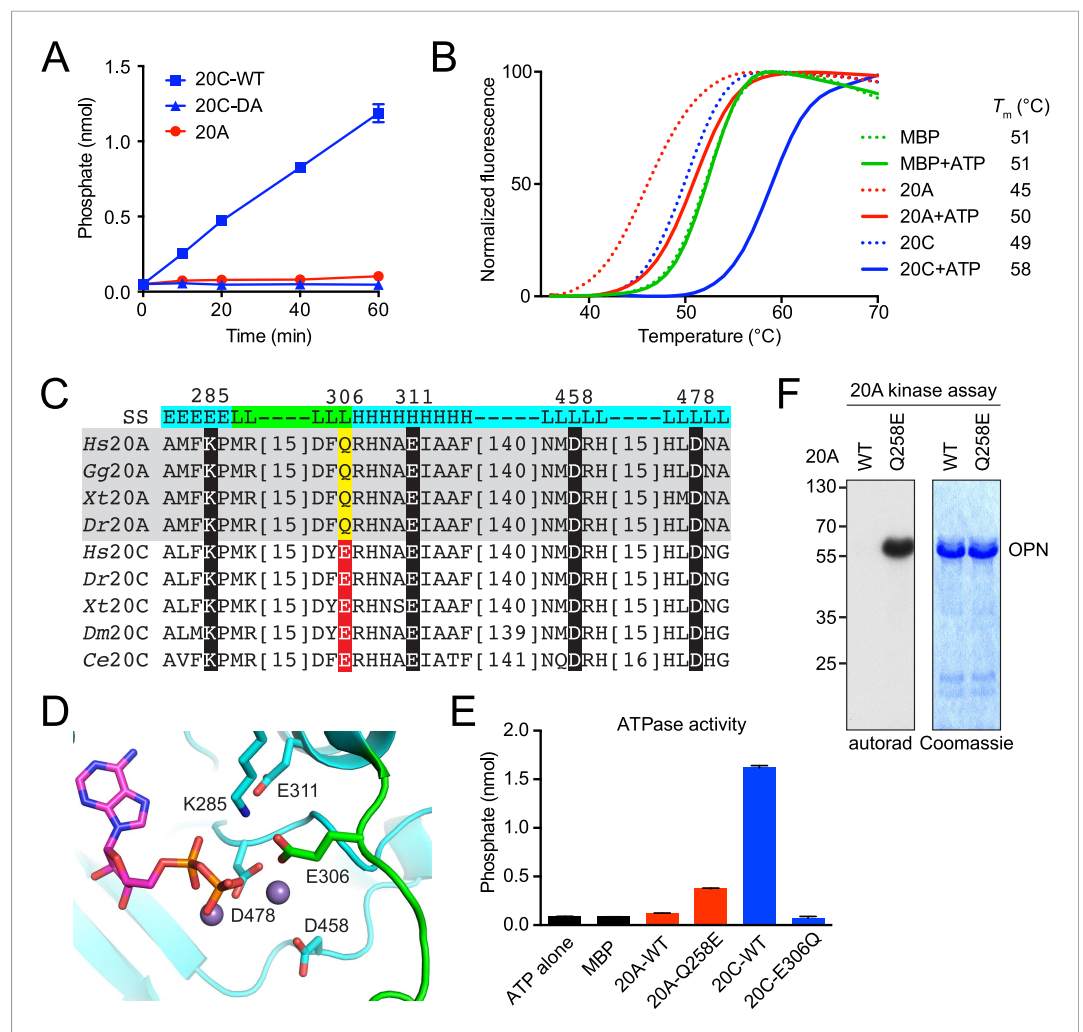 A
Phosphate (nmol)
1.5
1.0
0.5
0.0
0 20 40 60
Time (min)
20C-WT
20C-DA
20A
B
Normalized fluorescence
100
50
0
40 50 60 70
Temperature (°C)
Tm (°C)
MBP 51
MBP+ATP 51
20A 45
20A+ATP 50
20C 49
20C+ATP 58
C
285 306 311 458 478
SS EEEEELL----LLLHHHHHHHHH-----LLLLL----LLLLL
Hs20A AMFKPMR[15]DFQRHNAEIAAF[140]NMDRH[15]HLDNA
Gg20A AMFKPMR[15]DFQRHNAEIAAF[140]NMDRH[15]HLDNA
Xt20A AMFKPMR[15]DFQRHNAEIAAF[140]NMDRH[15]HMDNA
Dr20A AMFKPMR[15]DFQRHNAEIAAF[140]NMDRH[15]HLDNA
Hs20C ALFKPMK[15]DYERHNAEIAAF[140]NMDRH[15]HLDNG
Dr20C ALFKPMK[15]DYERHNAEIAAF[140]NMDRH[15]HLDNG
Xt20C ALFKPMK[15]DYERHNSEIAAF[140]NMDRH[15]HLDNG
Dm20C ALMKPMR[15]DYERHNAEIAAF[139]NMDRH[15]HLDHG
Ce20C AVFKPMR[15]DFERHHAEIATF[141]NQDRH[16]HLDHG
D
K285
E311
E306
D478
D458
E
ATPase activity
Phosphate (nmol)
2.0
1.5
1.0
0.5
0.0
ATP alone
MBP
20A-WT
20A-Q258E
20C-WT
20C-E306Q
F
20A kinase assay
20A WT Q258E WT Q258E
130
70
55
35
25
OPN
autorad Coomassie